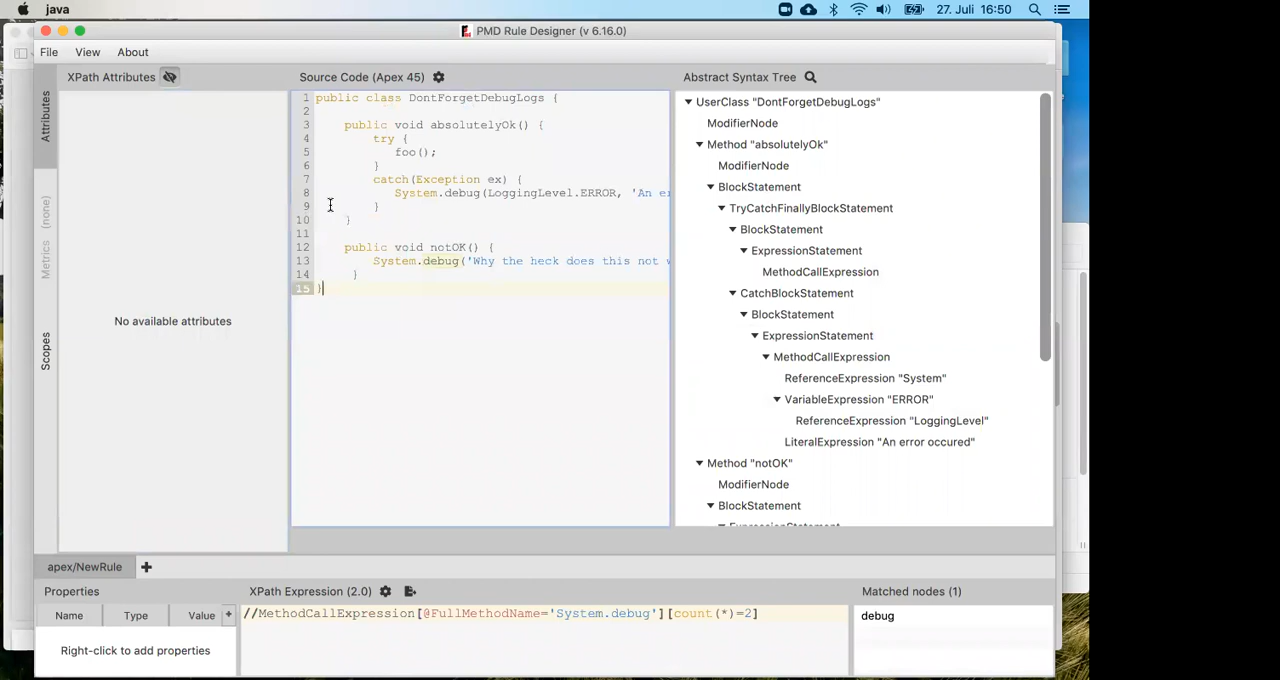 java
27. Juli 16:50
PMD Rule Designer (v 6.16.0)
File View About
XPath Attributes
Source Code (Apex 45)
Abstract Syntax Tree
Attributes
Metrics (none)
Scopes
No available attributes
1 public class DontForgetDebugLogs {
2
3 public void absolutelyOk() {
4 try {
5 foo();
6 }
7 catch(Exception ex) {
8 System.debug(LoggingLevel.ERROR, 'An er
9 }
10 }
11
12 public void notOK() {
13 System.debug('Why the heck does this not w
14 }
15 }
UserClass "DontForgetDebugLogs"
ModifierNode
Method "absolutelyOk"
ModifierNode
BlockStatement
TryCatchFinallyBlockStatement
BlockStatement
ExpressionStatement
MethodCallExpression
CatchBlockStatement
BlockStatement
ExpressionStatement
MethodCallExpression
ReferenceExpression "System"
VariableExpression "ERROR"
ReferenceExpression "LoggingLevel"
LiteralExpression "An error occured"
Method "notOK"
ModifierNode
BlockStatement
ExpressionStatement
apex/NewRule +
Properties
Name Type Value +
Right-click to add properties
XPath Expression (2.0)
//MethodCallExpression[@FullMethodName='System.debug'][count(*)=2]
Matched nodes (1)
debug